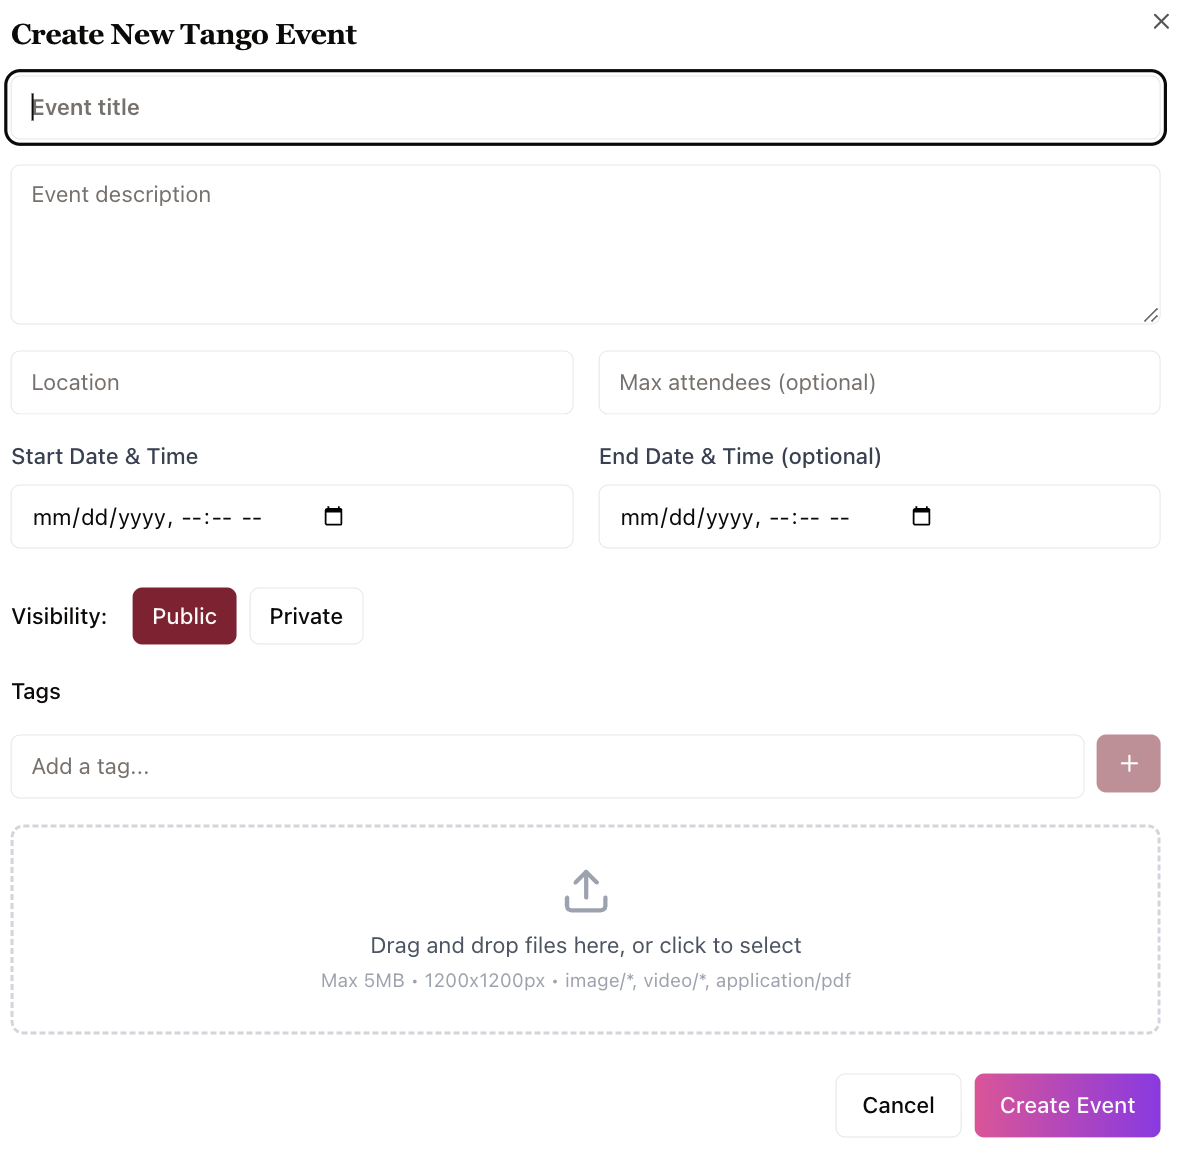 Create New Tango Event
Event title
Event description
Location
Max attendees (optional)
Start Date & Time
End Date & Time (optional)
mm/dd/yyyy, --:-- --
mm/dd/yyyy, --:-- --
Visibility:
Public
Private
Tags
Add a tag...
+
Drag and drop files here, or click to select
Max 5MB • 1200x1200px • image/*, video/*, application/pdf
Cancel
Create Event